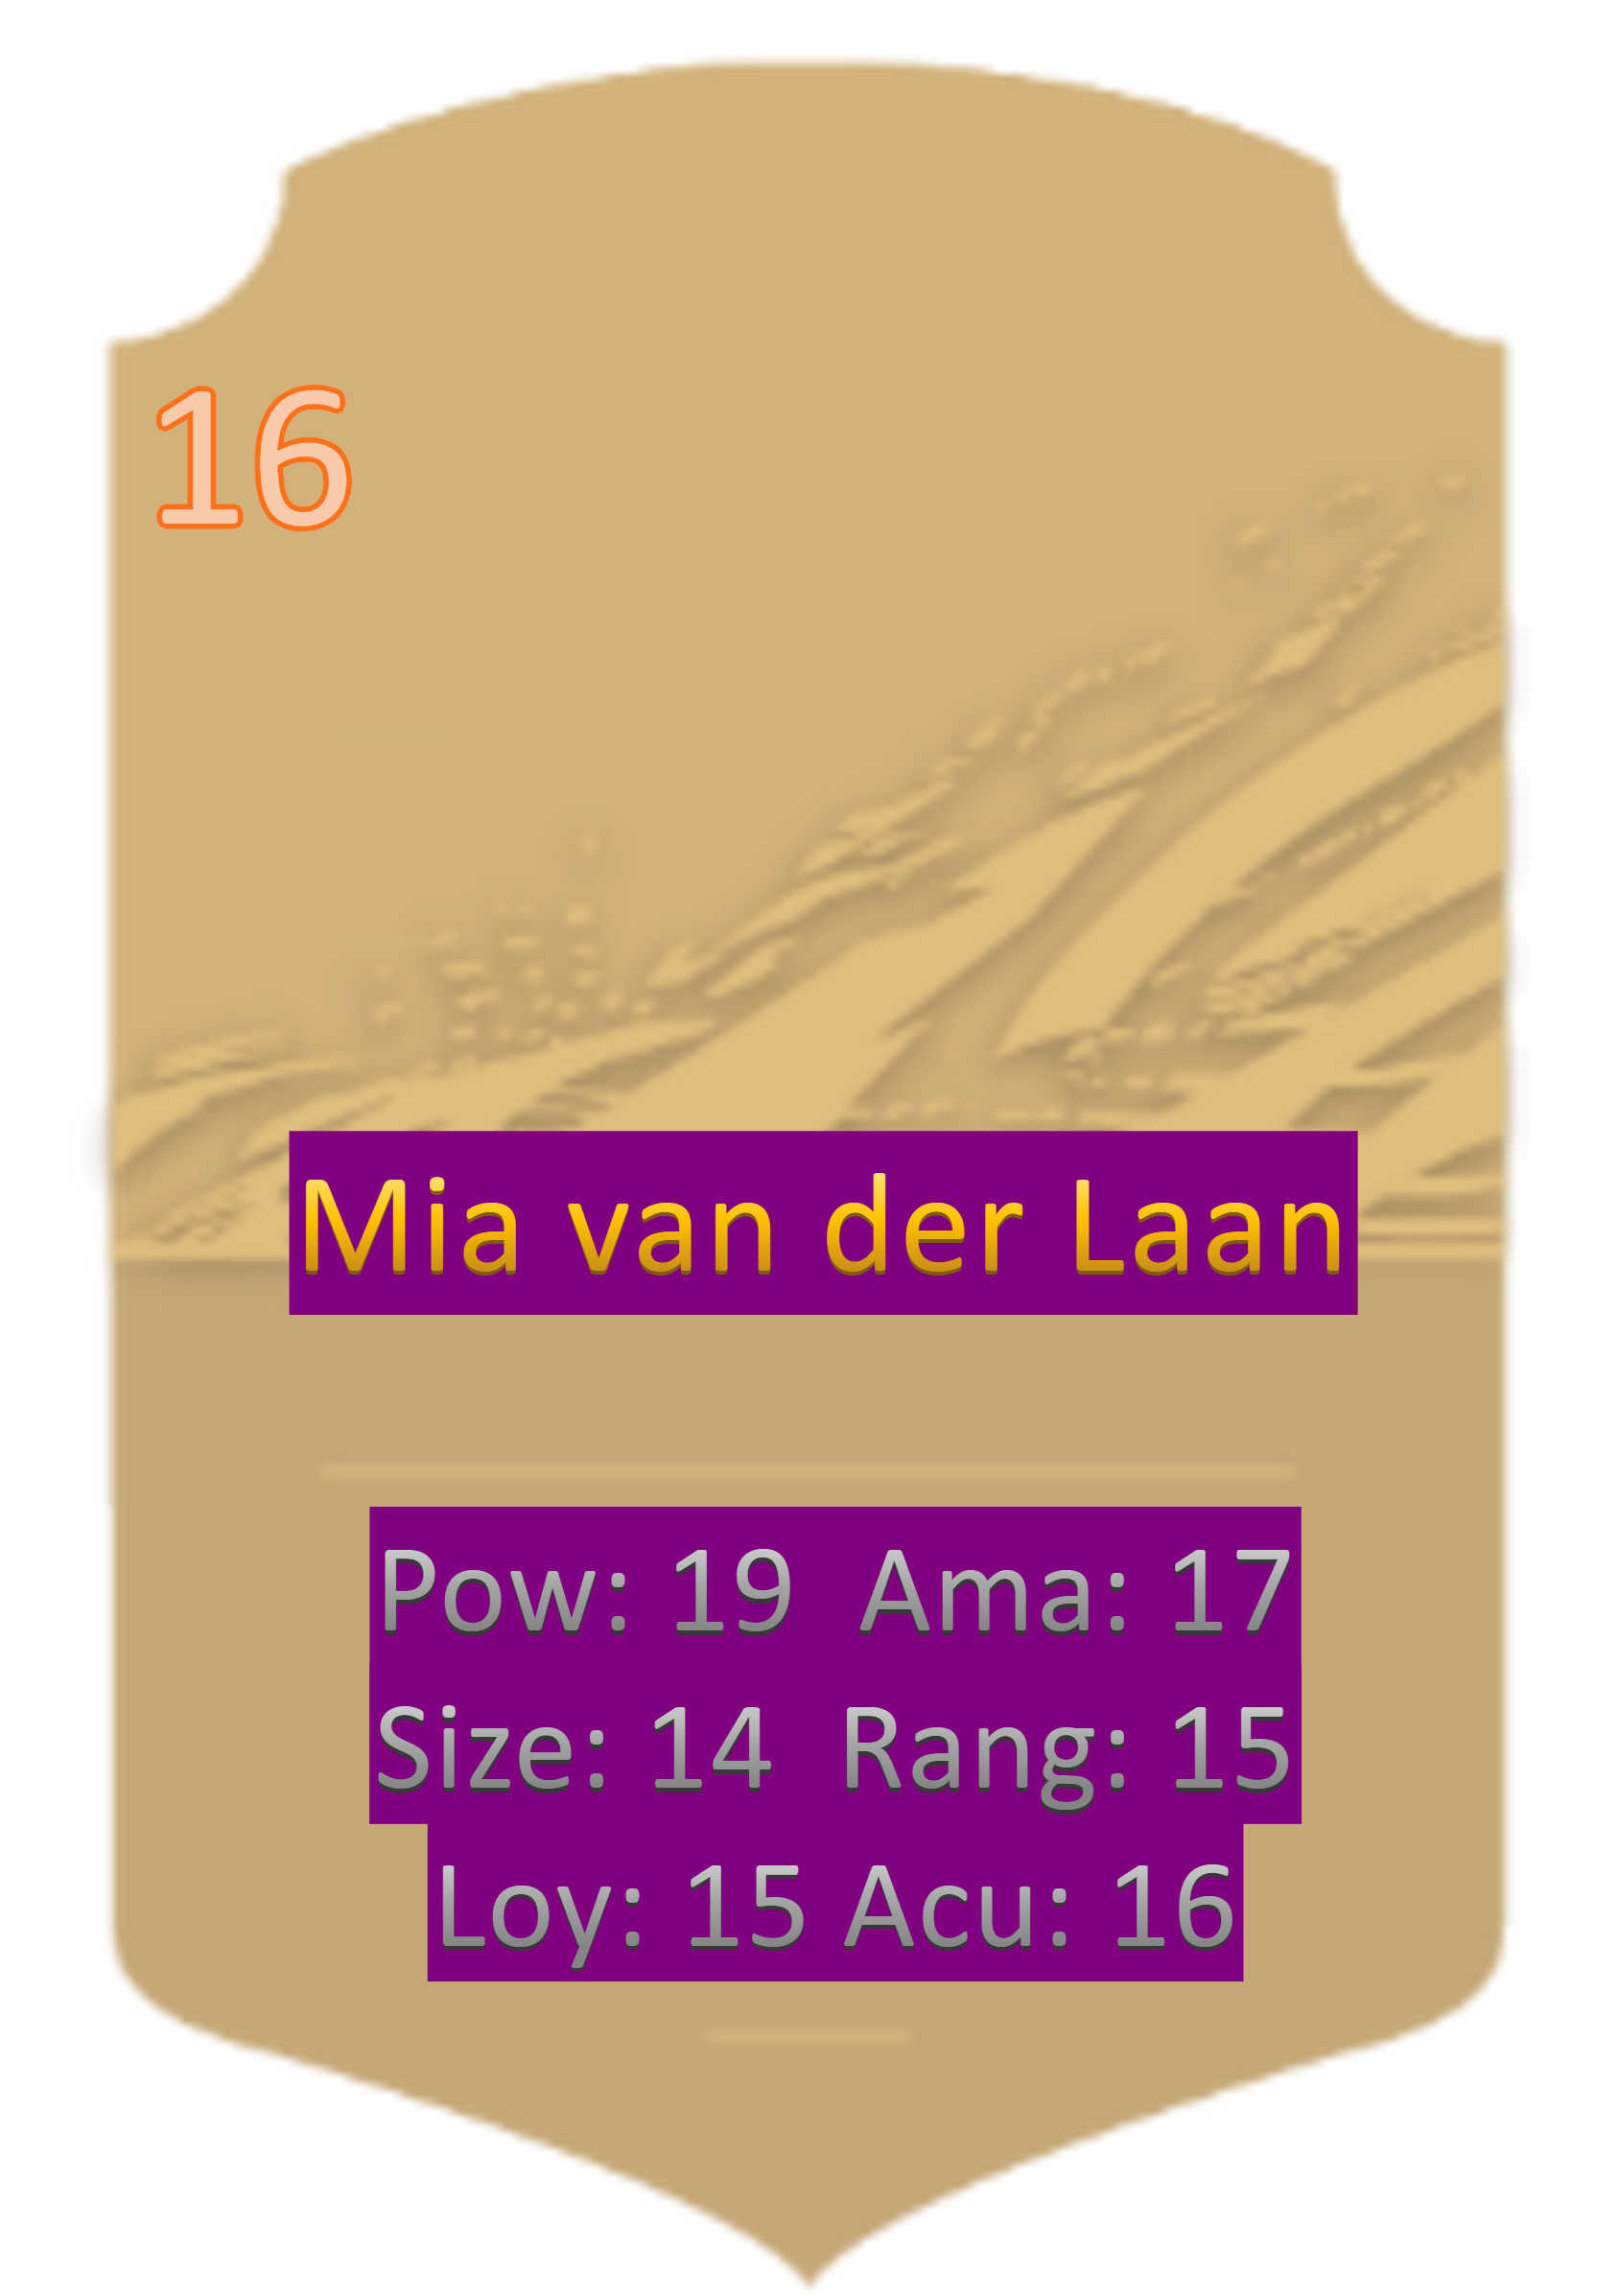 16
Mia van der Laan
Pow: 19 Ama: 17
Size: 14 Rang: 15
Loy: 15 Acu: 16